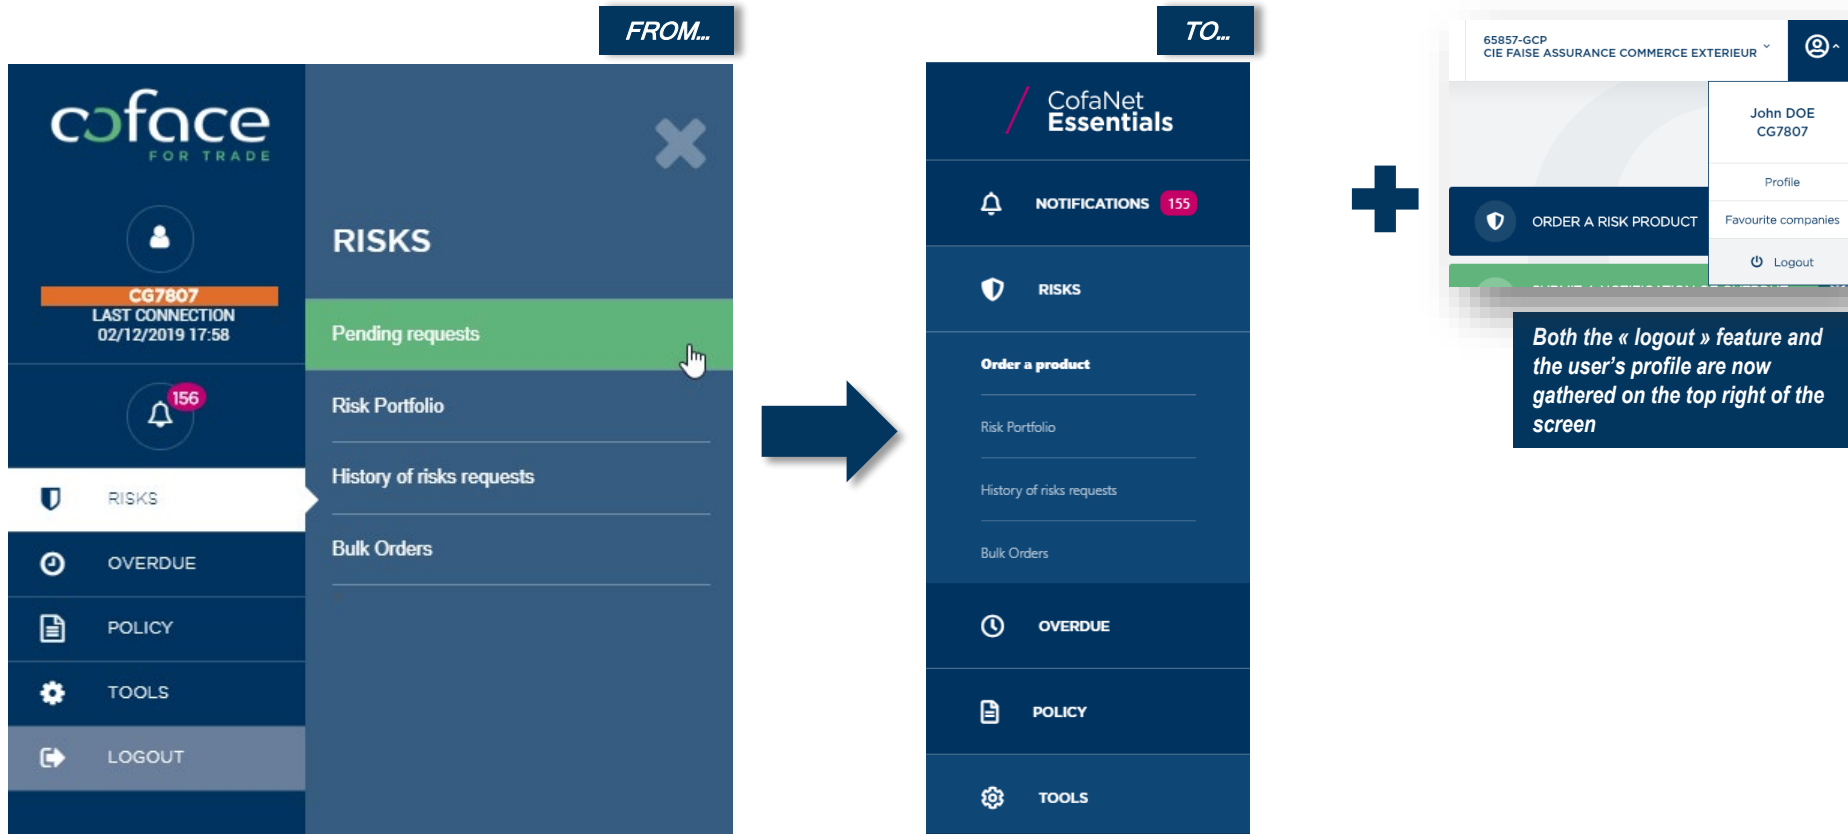 FROM...
TO...
coface
FOR TRADE
CG7807
LAST CONNECTION
02/12/2019 17:58
156
RISKS
OVERDUE
POLICY
TOOLS
LOGOUT
RISKS
Pending requests
Risk Portfolio
History of risks requests
Bulk Orders
CofaNet
Essentials
NOTIFICATIONS 155
RISKS
Order a product
Risk Portfolio
History of risks requests
Bulk Orders
OVERDUE
POLICY
TOOLS
65857-GCP
CIE FAISE ASSURANCE COMMERCE EXTERIEUR
John DOE
CG7807
Profile
Favourite companies
Logout
ORDER A RISK PRODUCT
Both the « logout » feature and
the user's profile are now
gathered on the top right of the
screen